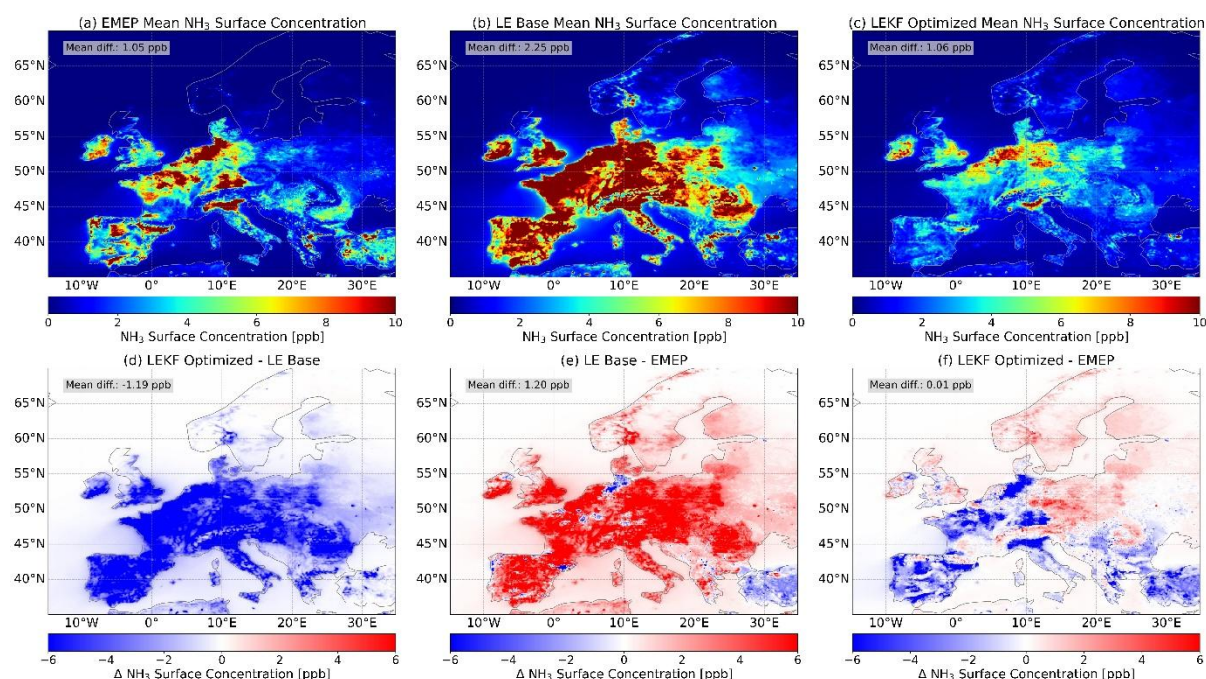 (a) EMEP Mean NH₃ Surface Concentration
Mean diff.: 1.05 ppb
65°N
60°N
55°N
50°N
45°N
40°N
10°W 0° 10°E 20°E 30°E
0 2 4 6 8 10
NH₃ Surface Concentration [ppb]
(b) LE Base Mean NH₃ Surface Concentration
Mean diff.: 2.25 ppb
65°N
60°N
55°N
50°N
45°N
40°N
10°W 0° 10°E 20°E 30°E
0 2 4 6 8 10
NH₃ Surface Concentration [ppb]
(c) LEKF Optimized Mean NH₃ Surface Concentration
Mean diff.: 1.06 ppb
65°N
60°N
55°N
50°N
45°N
40°N
10°W 0° 10°E 20°E 30°E
0 2 4 6 8 10
NH₃ Surface Concentration [ppb]
(d) LEKF Optimized - LE Base
Mean diff.: -1.19 ppb
65°N
60°N
55°N
50°N
45°N
40°N
10°W 0° 10°E 20°E 30°E
−6 −4 −2 0 2 4 6
Δ NH₃ Surface Concentration [ppb]
(e) LE Base - EMEP
Mean diff.: 1.20 ppb
65°N
60°N
55°N
50°N
45°N
40°N
10°W 0° 10°E 20°E 30°E
−6 −4 −2 0 2 4 6
Δ NH₃ Surface Concentration [ppb]
(f) LEKF Optimized - EMEP
Mean diff.: 0.01 ppb
65°N
60°N
55°N
50°N
45°N
40°N
10°W 0° 10°E 20°E 30°E
−6 −4 −2 0 2 4 6
Δ NH₃ Surface Concentration [ppb]